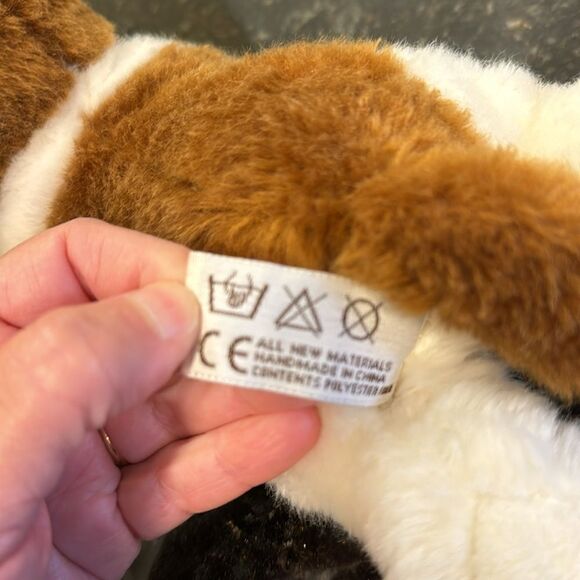 CE ALL NEW MATERIALS
HANDMADE IN CHINA
CONTENTS POLYESTER